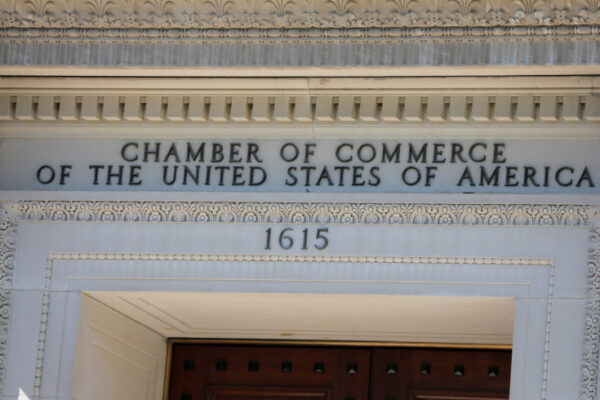 CHAMBER OF COMMERCE
OF THE UNITED STATES OF AMERICA
1615